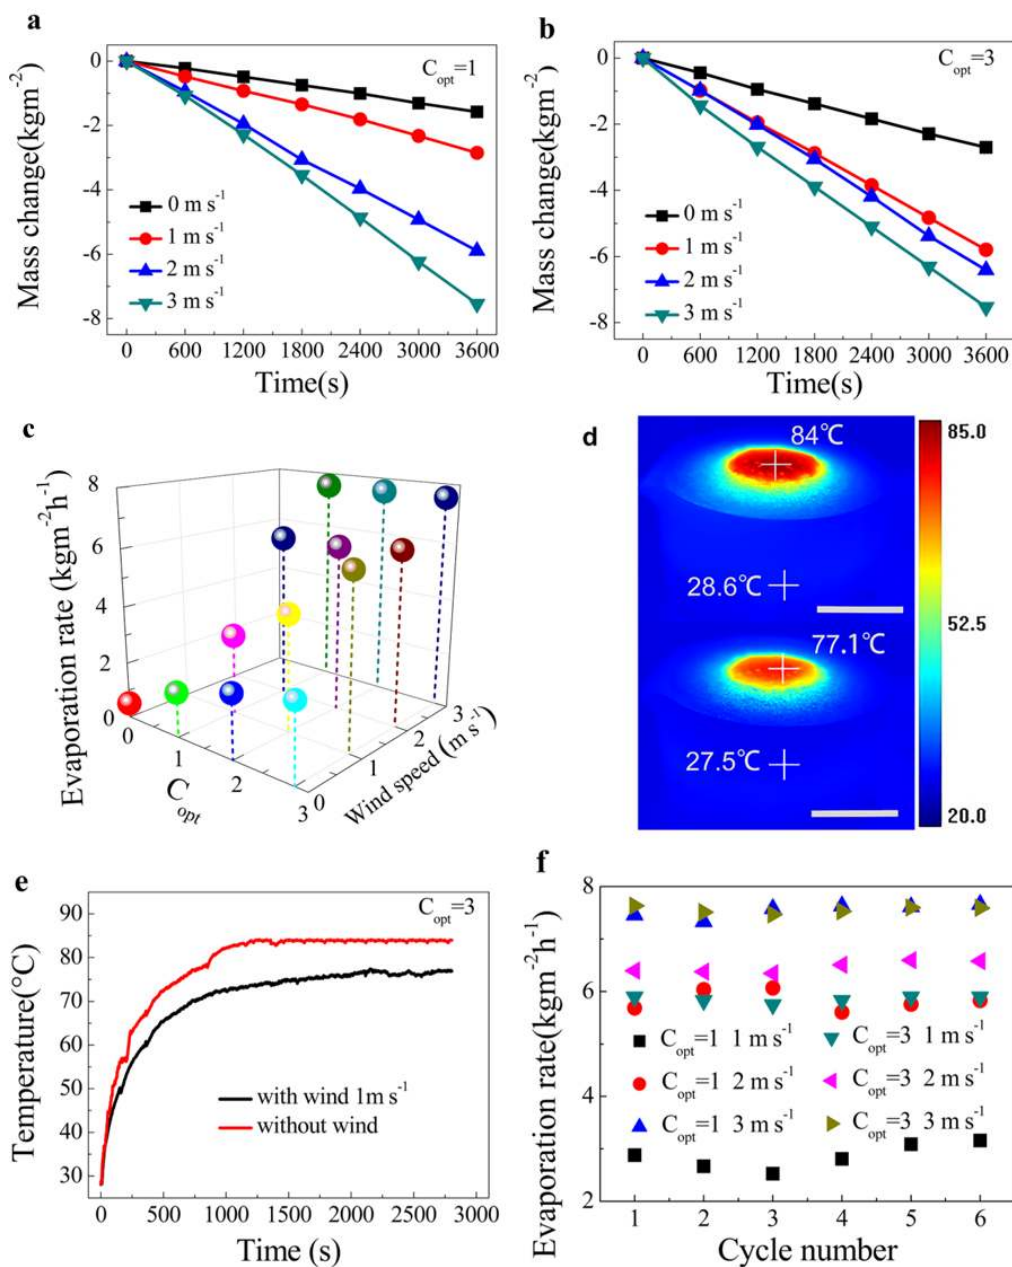 a
C_opt=1
Mass change(kgm⁻²)
0
-2
-4
-6
-8
0 m s⁻¹
1 m s⁻¹
2 m s⁻¹
3 m s⁻¹
0 600 1200 1800 2400 3000 3600
Time(s)
b
C_opt=3
Mass change(kgm⁻²)
0
-2
-4
-6
-8
0 m s⁻¹
1 m s⁻¹
2 m s⁻¹
3 m s⁻¹
0 600 1200 1800 2400 3000 3600
Time(s)
c
Evaporation rate (kgm⁻²h⁻¹)
8
6
4
2
0
0 1 2 3
C_opt
0 1 2 3
Wind speed (m s⁻¹)
d
84℃
28.6℃
77.1℃
27.5℃
85.0
52.5
20.0
e
C_opt=3
Temperature(°C)
90
80
70
60
50
40
30
with wind 1m s⁻¹
without wind
0 500 1000 1500 2000 2500 3000
Time (s)
f
Evaporation rate(kgm⁻²h⁻¹)
8
6
4
2
C_opt=1 1 m s⁻¹
C_opt=1 2 m s⁻¹
C_opt=1 3 m s⁻¹
C_opt=3 1 m s⁻¹
C_opt=3 2 m s⁻¹
C_opt=3 3 m s⁻¹
1 2 3 4 5 6
Cycle number